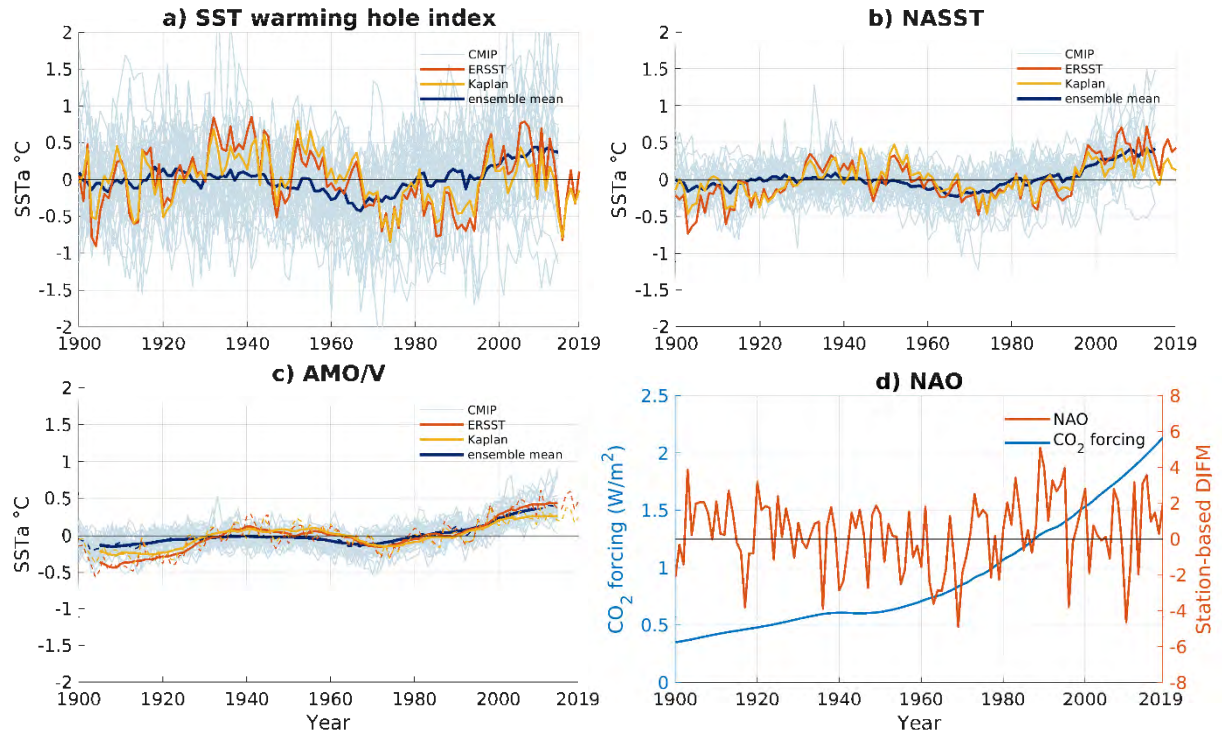 a) SST warming hole index
2
1.5
1
0.5
0
-0.5
-1
-1.5
-2
SSTa °C
CMIP
ERSST
Kaplan
ensemble mean
1900 1920 1940 1960 1980 2000 2019
b) NASST
2
1.5
1
0.5
0
-0.5
-1
-1.5
-2
SSTa °C
CMIP
ERSST
Kaplan
ensemble mean
1900 1920 1940 1960 1980 2000 2019
c) AMO/V
2
1.5
1
0.5
0
-0.5
-1
-1.5
-2
SSTa °C
CMIP
ERSST
Kaplan
ensemble mean
1900 1920 1940 1960 1980 2000 2019
Year
d) NAO
2.5
2
1.5
1
0.5
0
CO₂ forcing (W/m²)
NAO
CO₂ forcing
8
6
4
2
0
-2
-4
-6
-8
Station-based DJFM
1900 1920 1940 1960 1980 2000 2019
Year